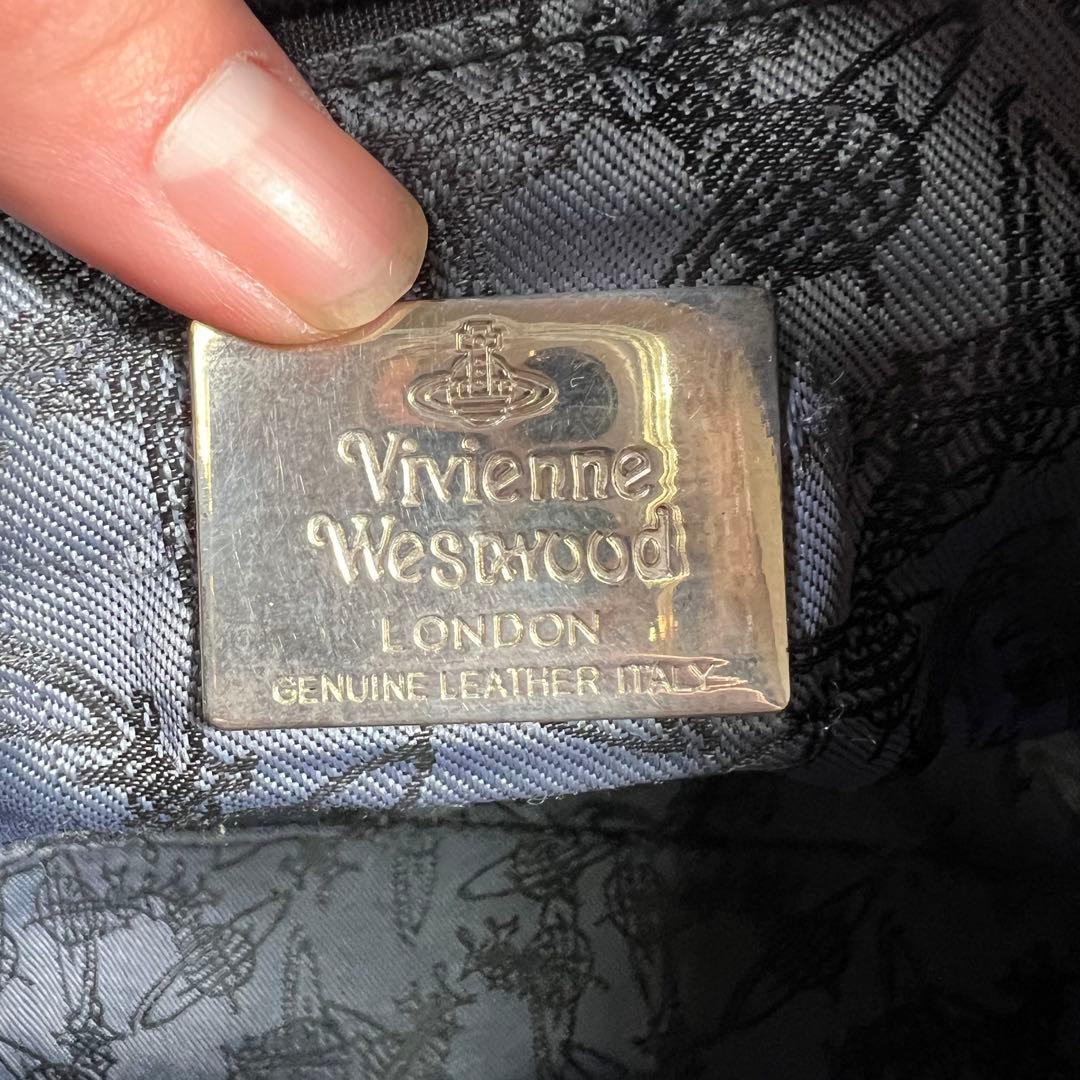 Vivienne
Westwood
LONDON
GENUINE LEATHER ITALY